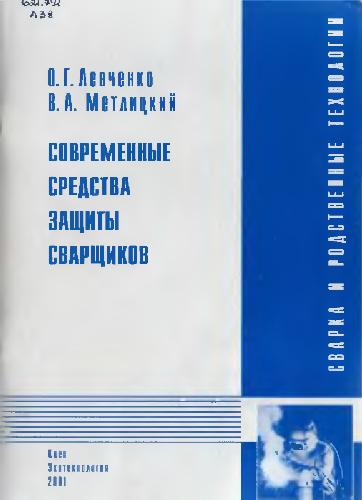 О.Г. Левченко
В.А. Метлицкий
СОВРЕМЕННЫЕ
СРЕДСТВА
ЗАЩИТЫ
СВАРЩИКОВ
СВАРКА И РОДСТВЕННЫЕ ТЕХНОЛОГИИ
Киев
Экотехнология
2001